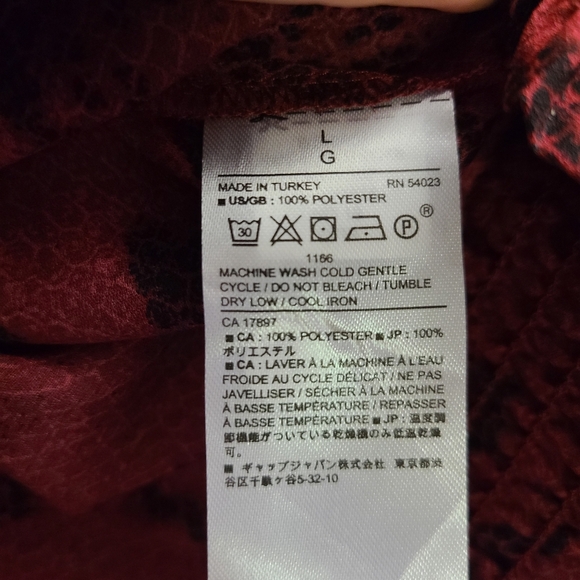 L
G
MADE IN TURKEY RN 54023
■ US/GB : 100% POLYESTER
30 P ®
1166
MACHINE WASH COLD GENTLE
CYCLE / DO NOT BLEACH / TUMBLE
DRY LOW / COOL IRON
CA 17897
■ CA : 100% POLYESTER ■ JP : 100%
ポリエステル
■ CA : LAVER À LA MACHINE À L'EAU
FROIDE AU CYCLE DÉLICAT / NE PAS
JAVELLISER / SÉCHER À LA MACHINE
À BASSE TEMPÉRATURE / REPASSER
À BASSE TEMPÉRATURE ■ JP : 温度調
節機能がついている乾燥機のみ低温乾燥
可。
■ ギャップジャパン株式会社 東京都渋
谷区千駄ヶ谷5-32-10